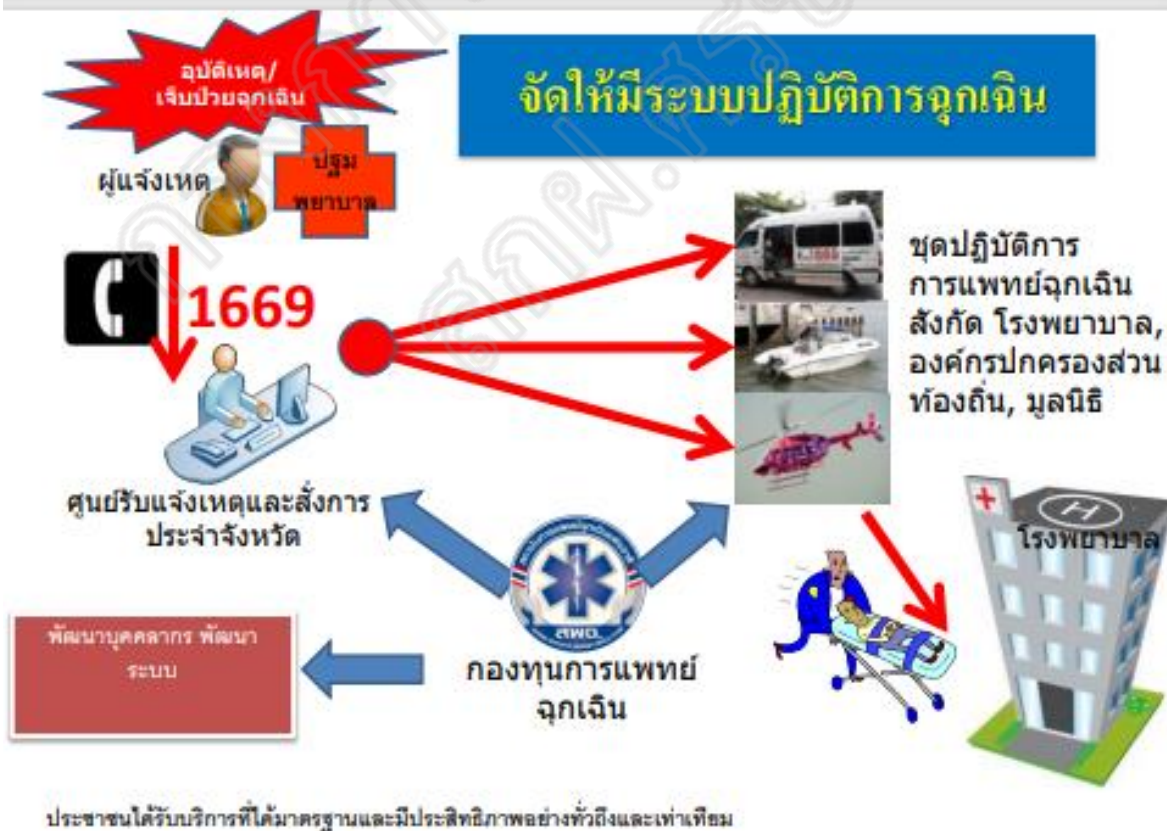 อุบัติเหตุ/
เจ็บป่วยฉุกเฉิน
จัดให้มีระบบปฏิบัติการฉุกเฉิน
ผู้แจ้งเหตุ
ปฐม
พยาบาล
1669
ชุดปฏิบัติการ
การแพทย์ฉุกเฉิน
สังกัด โรงพยาบาล,
องค์กรปกครองส่วน
ท้องถิ่น, มูลนิธิ
ศูนย์รับแจ้งเหตุและสั่งการ
ประจำจังหวัด
H
โรงพยาบาล
สพฉ.
พัฒนาบุคคลากร พัฒนา
ระบบ
กองทุนการแพทย์
ฉุกเฉิน
ประชาชนได้รับบริการที่ได้มาตรฐานและมีประสิทธิภาพอย่างทั่วถึงและเท่าเทียม